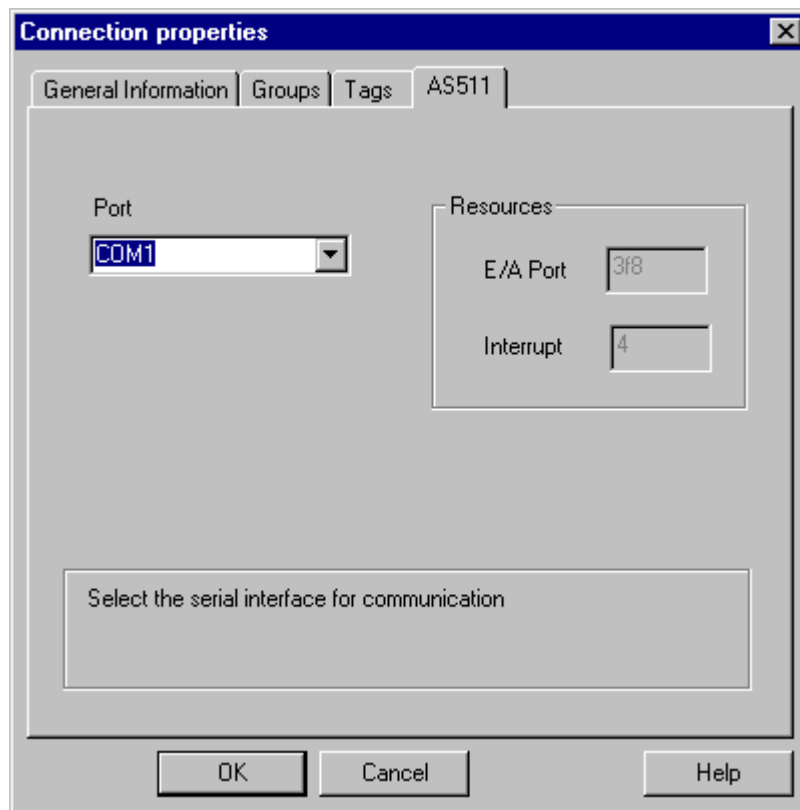 Connection properties
General Information Groups Tags AS511
Port
COM1
Resources
E/A Port 3f8
Interrupt 4
Select the serial interface for communication
OK Cancel Help